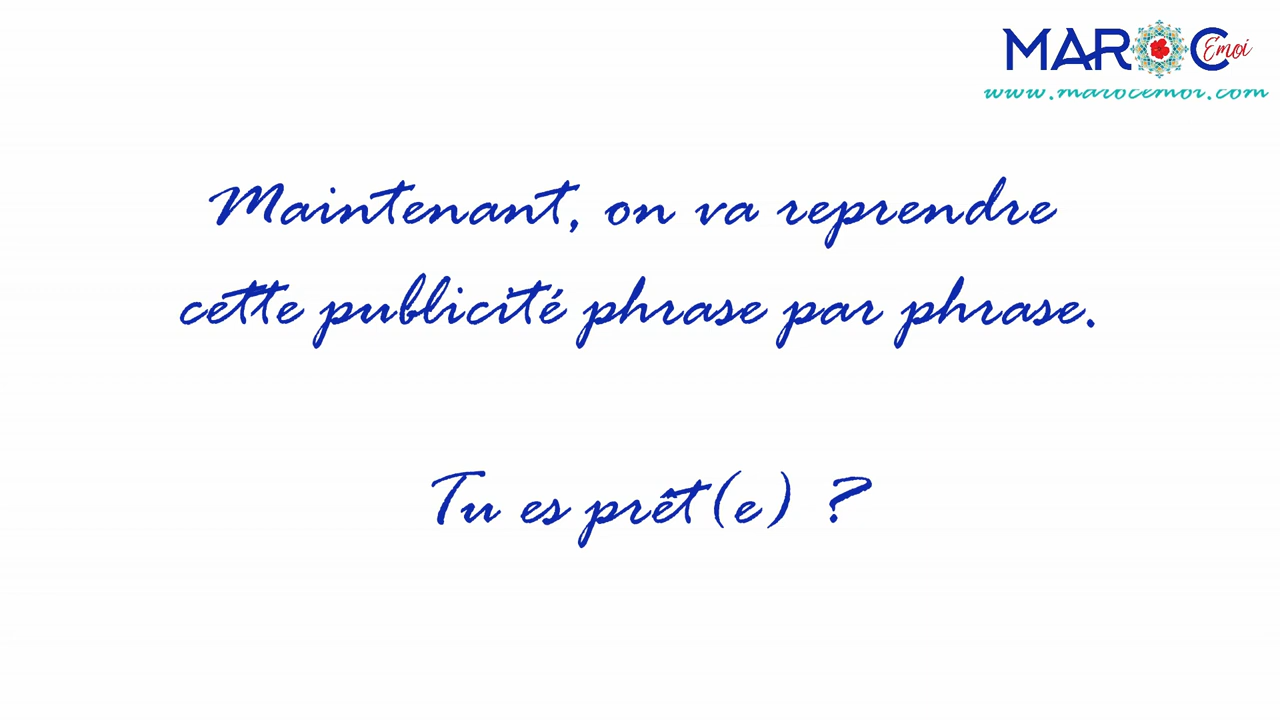 MAROC Emoi
www.marocemoi.com
Maintenant, on va reprendre
cette publicité phrase par phrase.
Tu es prêt(e) ?